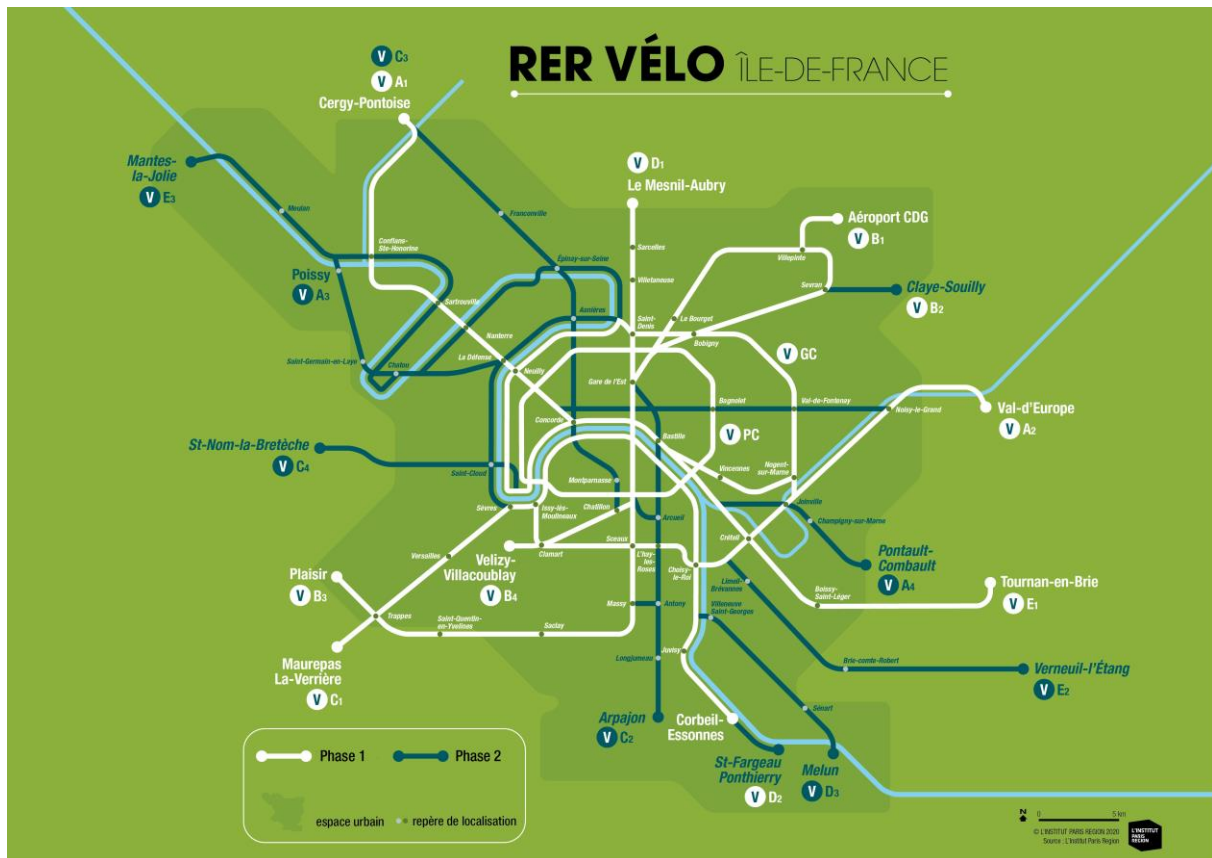 RER VÉLO ÎLE-DE-FRANCE
V C3
V A1
Cergy-Pontoise
Mantes-
la-Jolie
V E3
V D1
Le Mesnil-Aubry
Meulan
Franconville
Aéroport CDG
V B1
Sarcelles
Conflans-
Ste-Honorine
Villepinte
Épinay-sur-Seine
Poissy
V A3
Villetaneuse
Claye-Souilly
V B2
Sevran
Sartrouville
Asnières
Saint-
Denis
Le Bourget
Nanterre
Bobigny
V GC
Saint-Germain-en-Laye
Chatou
La Défense
Neuilly
Gare de l'Est
Val-d'Europe
V A2
Bagnolet
Val-de-Fontenay
Noisy-le-Grand
Concorde
V PC
Bastille
St-Nom-la-Bretèche
V C4
Saint-Cloud
Montparnasse
Vincennes
Nogent-
sur-Marne
Sèvres
Issy-lès-
Moulineaux
Chatillon
Joinville
Arcueil
Champigny-sur-Marne
Créteil
Versailles
Velizy-
Villacoublay
V B4
Clamart
Sceaux
L'haÿ-
les-
Roses
Choisy-
le-Roi
Pontault-
Combault
V A4
Plaisir
V B3
Limeil-
Brévannes
Boissy-
Saint-Léger
Tournan-en-Brie
V E1
Trappes
Saint-Quentin-
en-Yvelines
Saclay
Massy
Antony
Villeneuve
Saint-Georges
Maurepas
La-Verrière
V C1
Longjumeau
Juvisy
Brie-comte-Robert
Verneuil-l'Étang
V E2
Sénart
Arpajon
V C2
Corbeil-
Essonnes
St-Fargeau
Ponthierry
V D2
Melun
V D3
Phase 1
Phase 2
espace urbain
repère de localisation
N
0
5 km
© L'INSTITUT PARIS REGION 2020
Source : L'Institut Paris Region
L'INSTITUT
PARIS
REGION